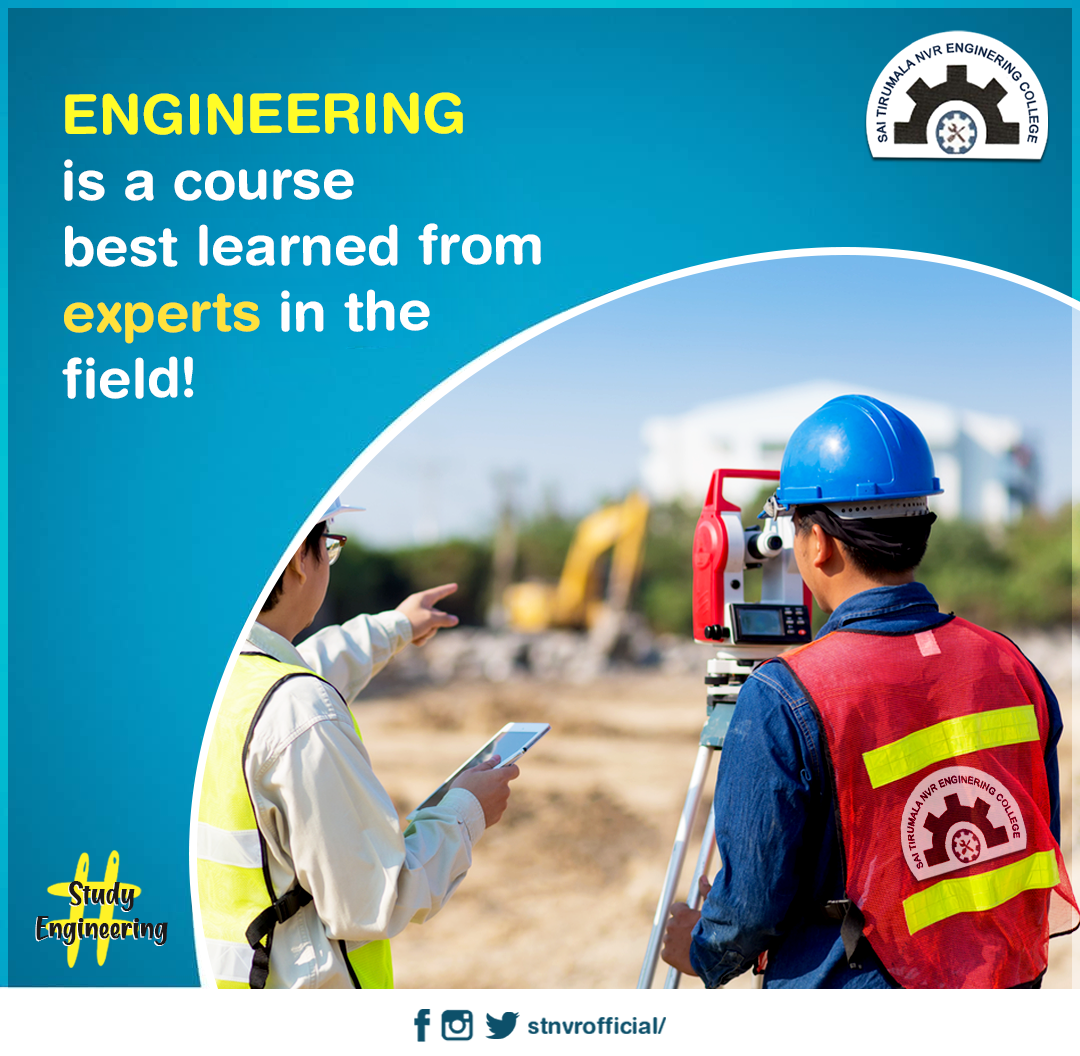 ENGINEERING
is a course
best learned from
experts in the
field!
SAI TIRUMALA NVR ENGINERING COLLEGE
SAI TIRUMALA NVR ENGINERING COLLEGE
#
Study
Engineering
stnvrofficial/